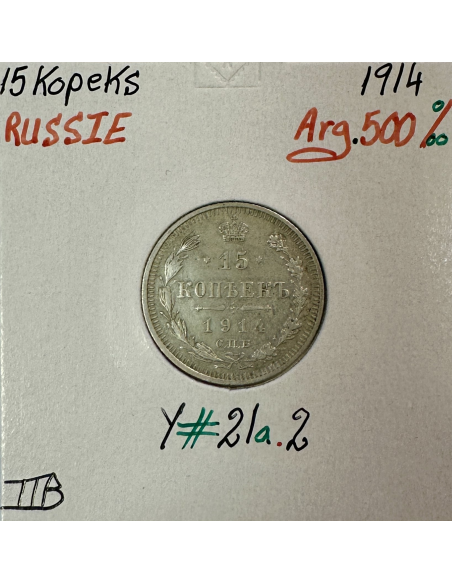 15 Kopeks 1914
RUSSIE Arg.500‰
15
КОПѢЕКЪ
1914
С.П.Б
Y#21a.2
TTB